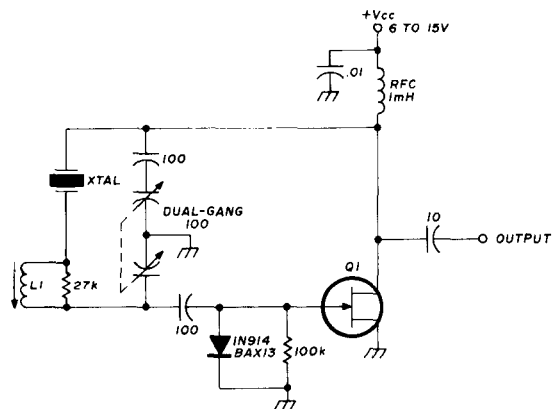 +Vcc
6 TO 15V
.01
RFC
1mH
100
XTAL
DUAL-GANG
100
10
OUTPUT
Q1
L1
27k
100
1N914
BAX13
100k